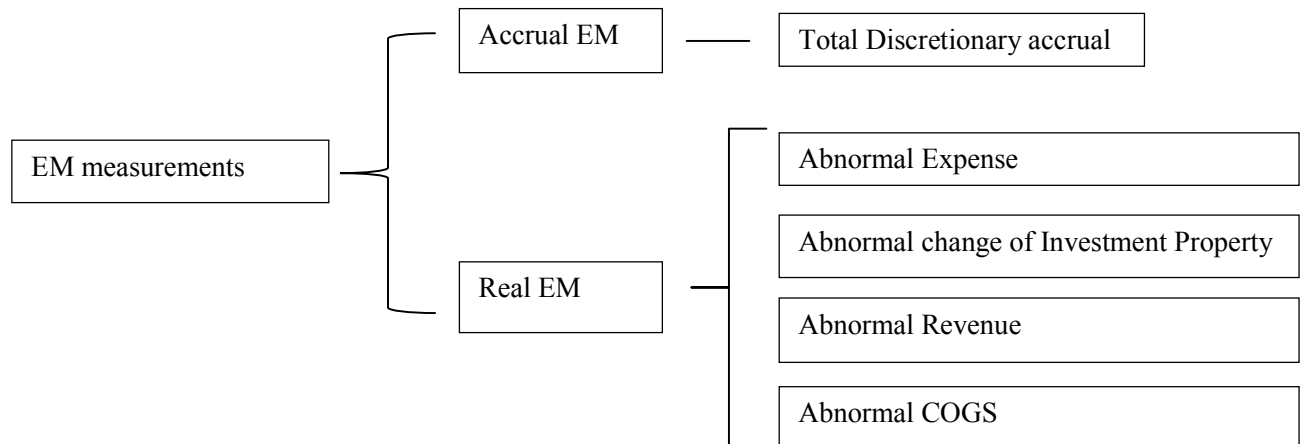 Accrual EM
Total Discretionary accrual
EM measurements
Abnormal Expense
Abnormal change of Investment Property
Real EM
Abnormal Revenue
Abnormal COGS